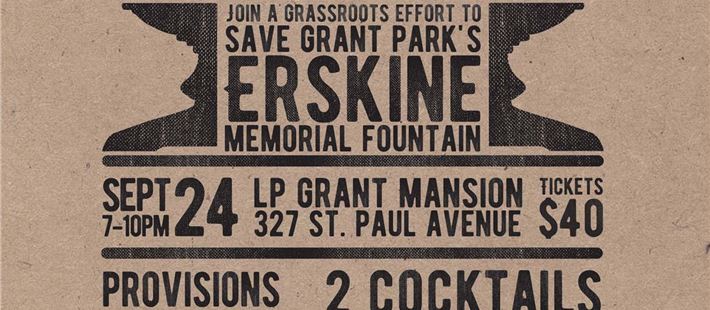 JOIN A GRASSROOTS EFFORT TO
SAVE GRANT PARK'S
ERSKINE
MEMORIAL FOUNTAIN
SEPT 24
7-10PM
LP GRANT MANSION
327 ST. PAUL AVENUE
TICKETS
$40
PROVISIONS
2 COCKTAILS